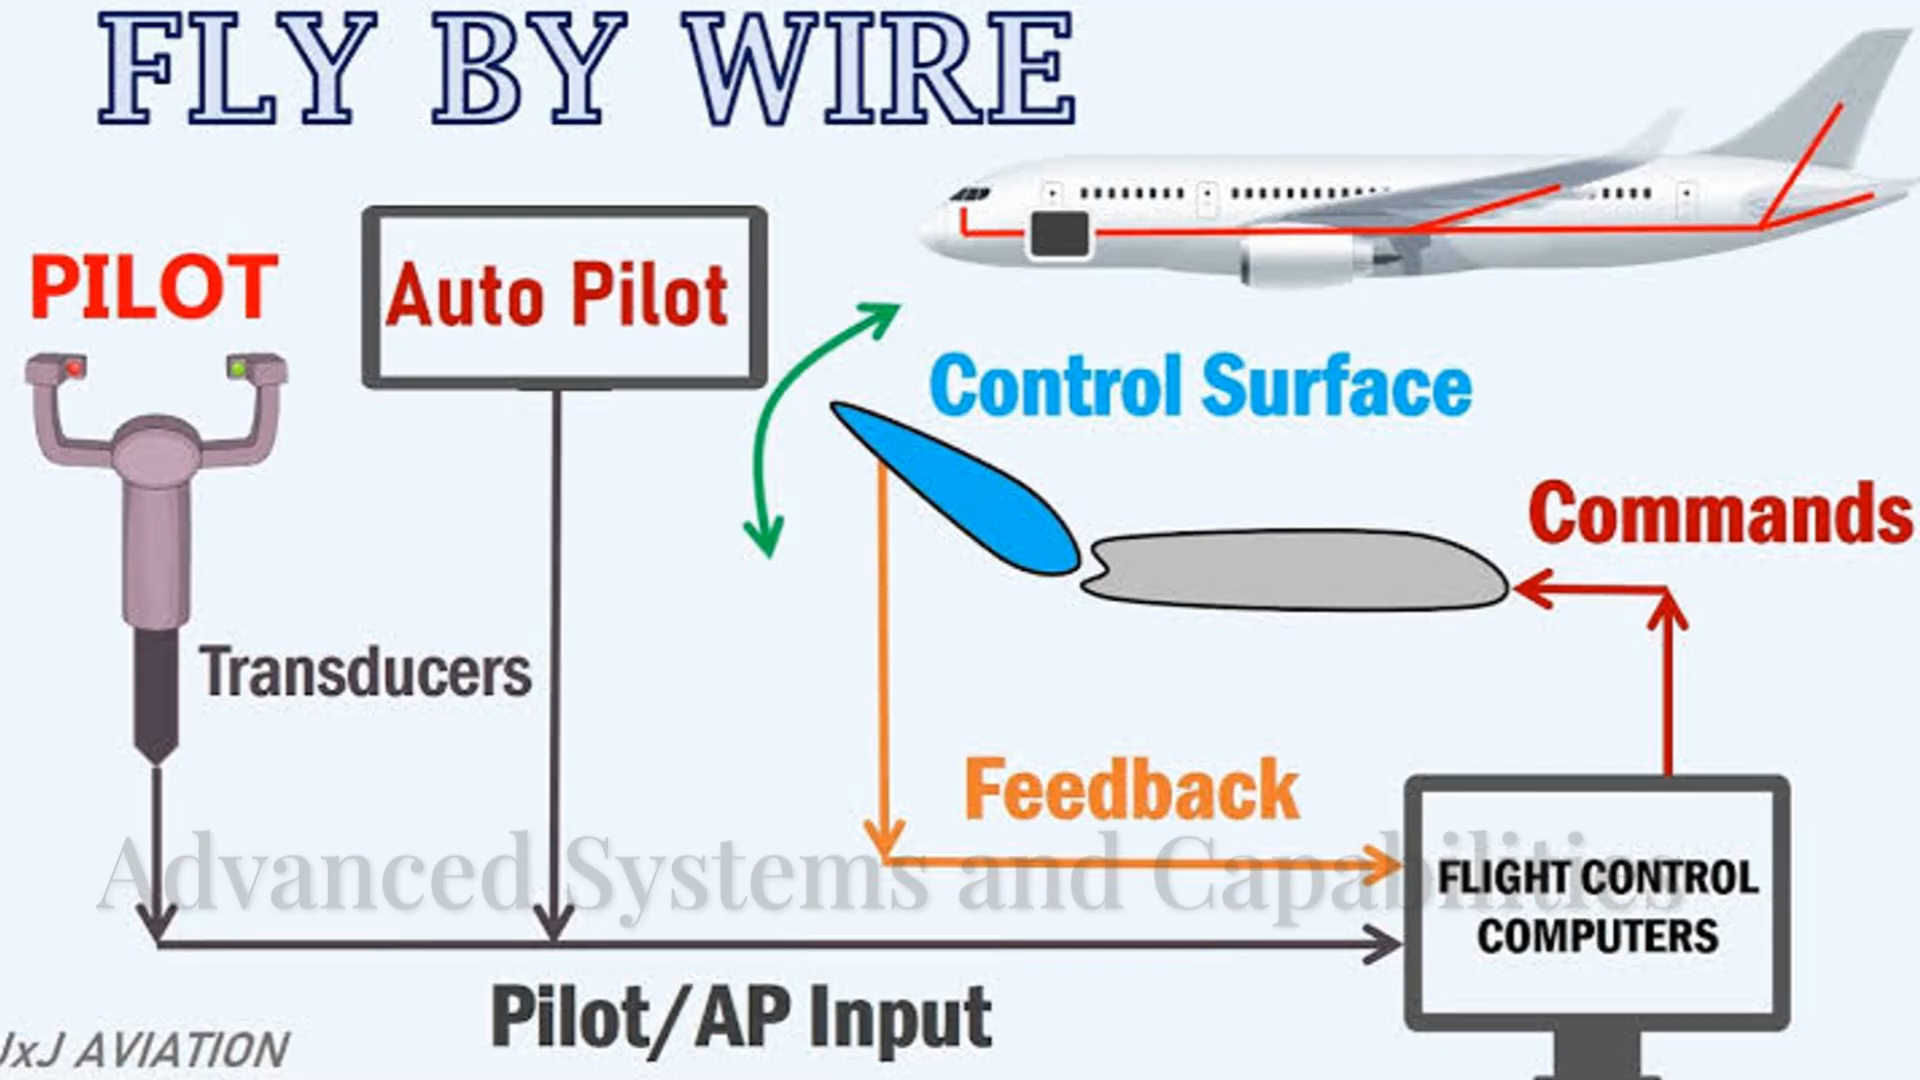 FLY BY WIRE
PILOT
Auto Pilot
Control Surface
Commands
Transducers
Feedback
Advanced Systems and Capabilities
FLIGHT CONTROL
COMPUTERS
Pilot/AP Input
JxJ AVIATION